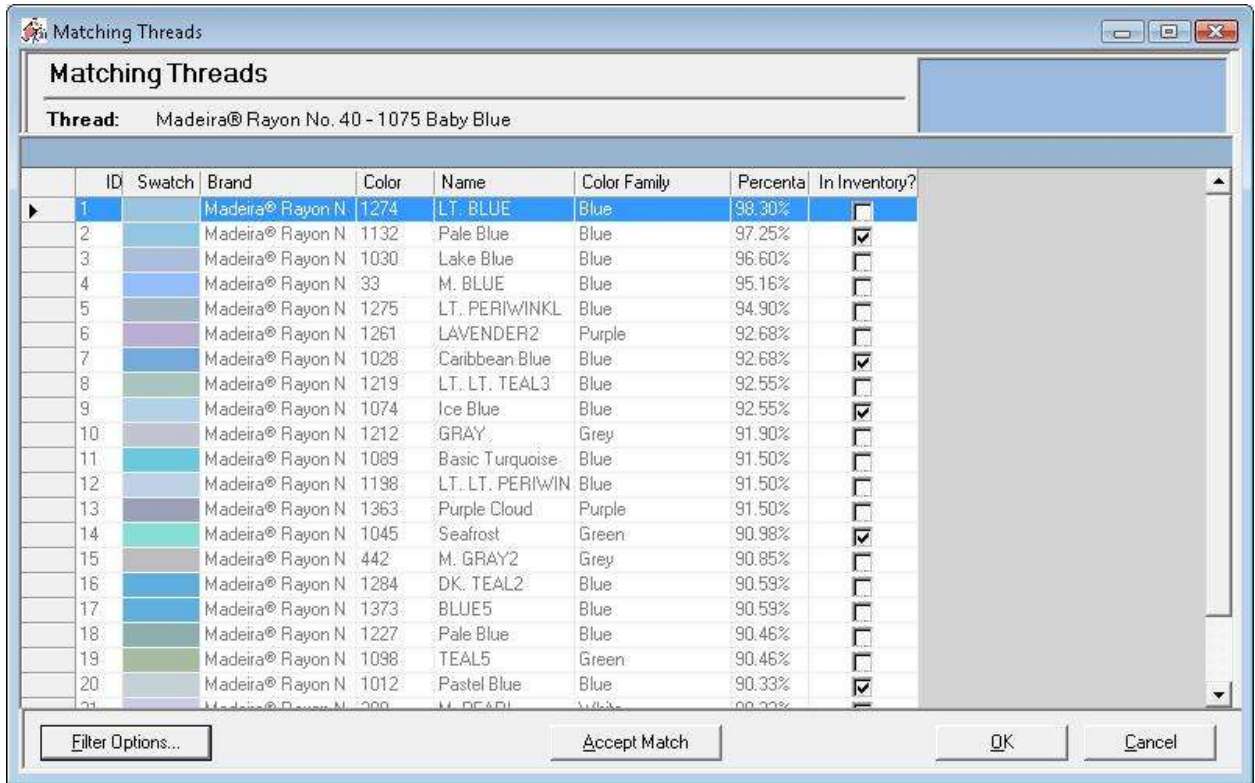 Matching Threads
Matching Threads
Thread: Madeira® Rayon No. 40 - 1075 Baby Blue
ID Swatch Brand Color Name Color Family Percenta In Inventory?
1 Madeira® Rayon N 1274 LT. BLUE Blue 98.30%
2 Madeira® Rayon N 1132 Pale Blue Blue 97.25%
3 Madeira® Rayon N 1030 Lake Blue Blue 96.60%
4 Madeira® Rayon N 33 M. BLUE Blue 95.16%
5 Madeira® Rayon N 1275 LT. PERIWINKL Blue 94.90%
6 Madeira® Rayon N 1261 LAVENDER2 Purple 92.68%
7 Madeira® Rayon N 1028 Caribbean Blue Blue 92.68%
8 Madeira® Rayon N 1219 LT. LT. TEAL3 Blue 92.55%
9 Madeira® Rayon N 1074 Ice Blue Blue 92.55%
10 Madeira® Rayon N 1212 GRAY Grey 91.90%
11 Madeira® Rayon N 1089 Basic Turquoise Blue 91.50%
12 Madeira® Rayon N 1198 LT. LT. PERIWIN Blue 91.50%
13 Madeira® Rayon N 1363 Purple Cloud Purple 91.50%
14 Madeira® Rayon N 1045 Seafrost Green 90.98%
15 Madeira® Rayon N 442 M. GRAY2 Grey 90.85%
16 Madeira® Rayon N 1284 DK. TEAL2 Blue 90.59%
17 Madeira® Rayon N 1373 BLUE5 Blue 90.59%
18 Madeira® Rayon N 1227 Pale Blue Blue 90.46%
19 Madeira® Rayon N 1098 TEAL5 Green 90.46%
20 Madeira® Rayon N 1012 Pastel Blue Blue 90.33%
Filter Options... Accept Match OK Cancel